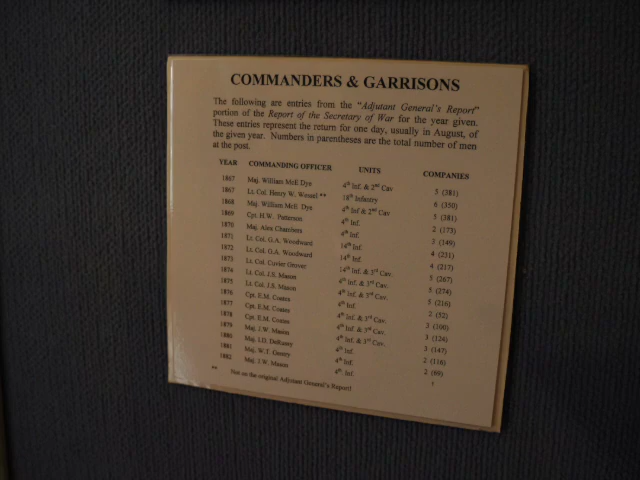 COMMANDERS & GARRISONS
The following are entries from the "Adjutant General's Report"
portion of the Report of the Secretary of War for the year given.
These entries represent the return for one day, usually in August, of
the given year. Numbers in parentheses are the total number of men
at the post.
YEAR COMMANDING OFFICER UNITS COMPANIES
1867 Maj. William McE Dye 4th Inf. & 2nd Cav 5 (381)
1867 Lt. Col. Henry W. Wessel ** 18th Infantry 6 (350)
1868 Maj. William McE Dye 4th Inf & 2nd Cav 5 (381)
1869 Cpt. H.W. Patterson 4th Inf. 2 (173)
1870 Maj. Alex Chambers 4th Inf. 3 (149)
1871 Lt. Col. G.A. Woodward 14th Inf. 4 (251)
1872 Lt. Col. G.A. Woodward 14th Inf. 4 (217)
1873 Lt. Col. Cuvier Grover 14th Inf. & 3rd Cav. 5 (267)
1874 Lt. Col. J.S. Mason 4th Inf. & 3rd Cav. 5 (274)
1875 Lt. Col. J.S. Mason 4th Inf. & 3rd Cav. 5 (216)
1876 Cpt. E.M. Coates 4th Inf. 2 (52)
1877 Cpt. E.M. Coates 4th Inf. & 3rd Cav. 2 (100)
1878 Cpt. E.M. Coates 4th Inf. & 3rd Cav. 3 (124)
1879 Maj. J.W. Mason 4th Inf. & 3rd Cav. 3 (147)
1880 Maj. I.D. DeRussy 4th Inf. 2 (116)
1881 Maj. W.T. Gentry 4th Inf. 2 (89)
1882 Maj. J.W. Mason 4th. Inf.
** Not on the original Adjutant General's Report!